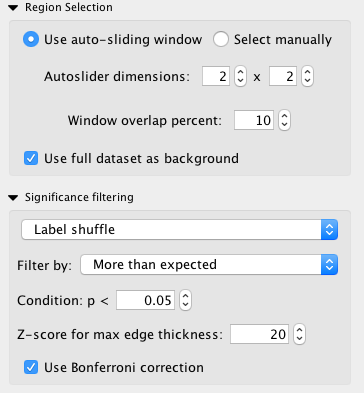 Region Selection
Use auto-sliding window Select manually
Autoslider dimensions: 2 x 2
Window overlap percent: 10
Use full dataset as background
Significance filtering
Label shuffle
Filter by: More than expected
Condition: p < 0.05
Z-score for max edge thickness: 20
Use Bonferroni correction